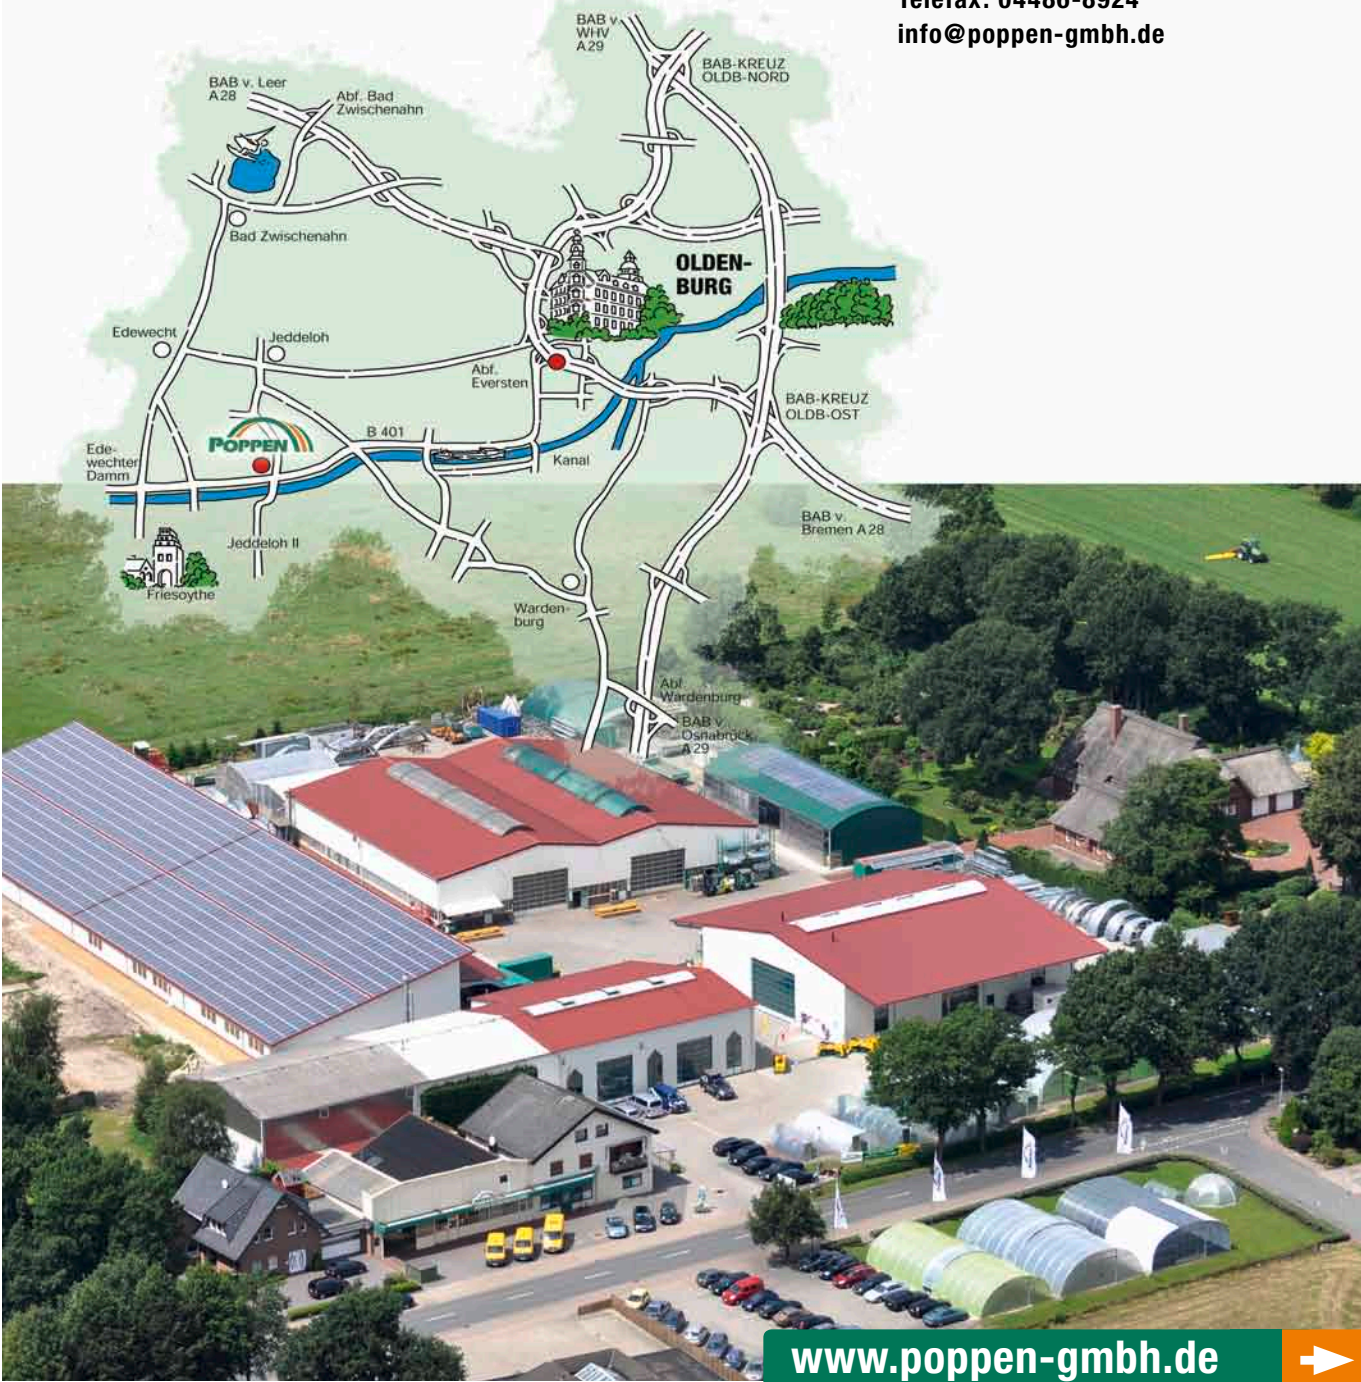 Telefax: 04486-8924
info@poppen-gmbh.de
BAB v.
WHV
A29
BAB-KREUZ
OLDB-NORD
BAB v. Leer
A28
Abf. Bad
Zwischenahn
Bad Zwischenahn
OLDEN-
BURG
Edewecht
Jeddeloh
Abf.
Eversten
BAB-KREUZ
OLDB-OST
POPPEN
B 401
Ede-
wechter
Damm
Kanal
BAB v.
Bremen A28
Jeddeloh II
Friesoythe
Warden-
burg
Abf.
Wardenburg
BAB v.
Osnabrück
A 29
www.poppen-gmbh.de